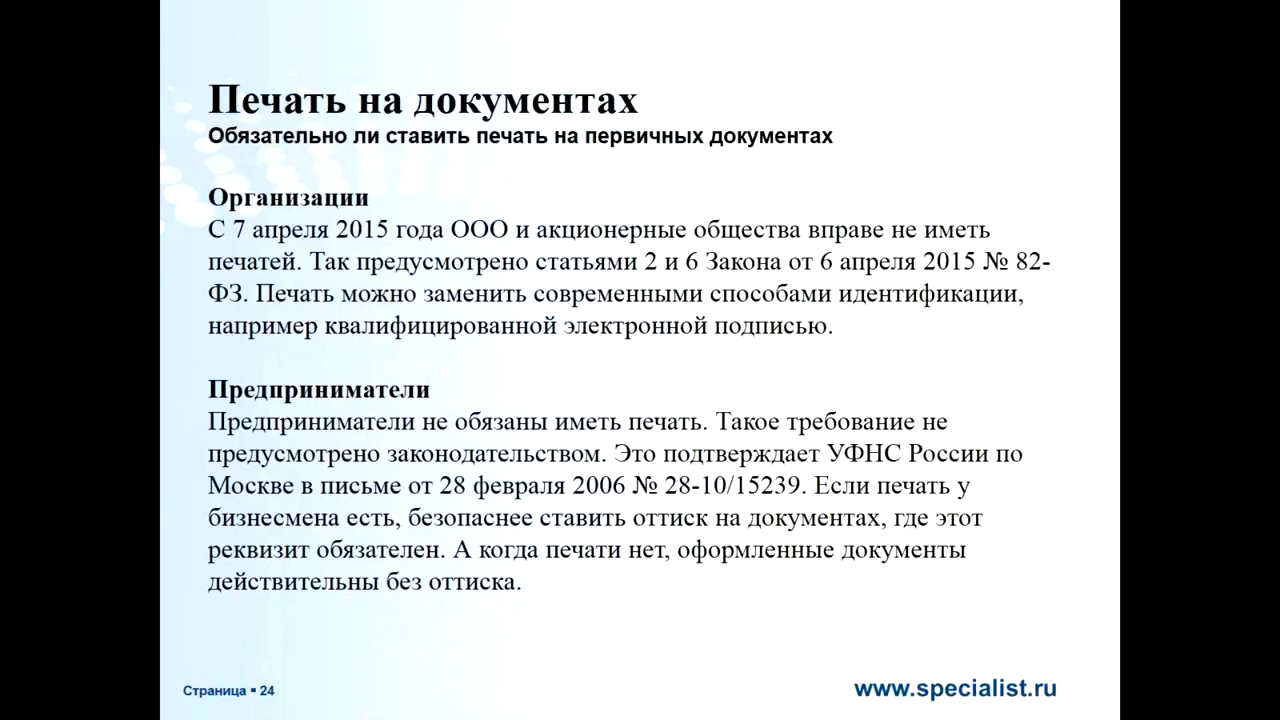 Печать на документах
Обязательно ли ставить печать на первичных документах
Организации
С 7 апреля 2015 года ООО и акционерные общества вправе не иметь
печатей. Так предусмотрено статьями 2 и 6 Закона от 6 апреля 2015 № 82-
ФЗ. Печать можно заменить современными способами идентификации,
например квалифицированной электронной подписью.
Предприниматели
Предприниматели не обязаны иметь печать. Такое требование не
предусмотрено законодательством. Это подтверждает УФНС России по
Москве в письме от 28 февраля 2006 № 28-10/15239. Если печать у
бизнесмена есть, безопаснее ставить оттиск на документах, где этот
реквизит обязателен. А когда печати нет, оформленные документы
действительны без оттиска.
Страница ▪ 24
www.specialist.ru